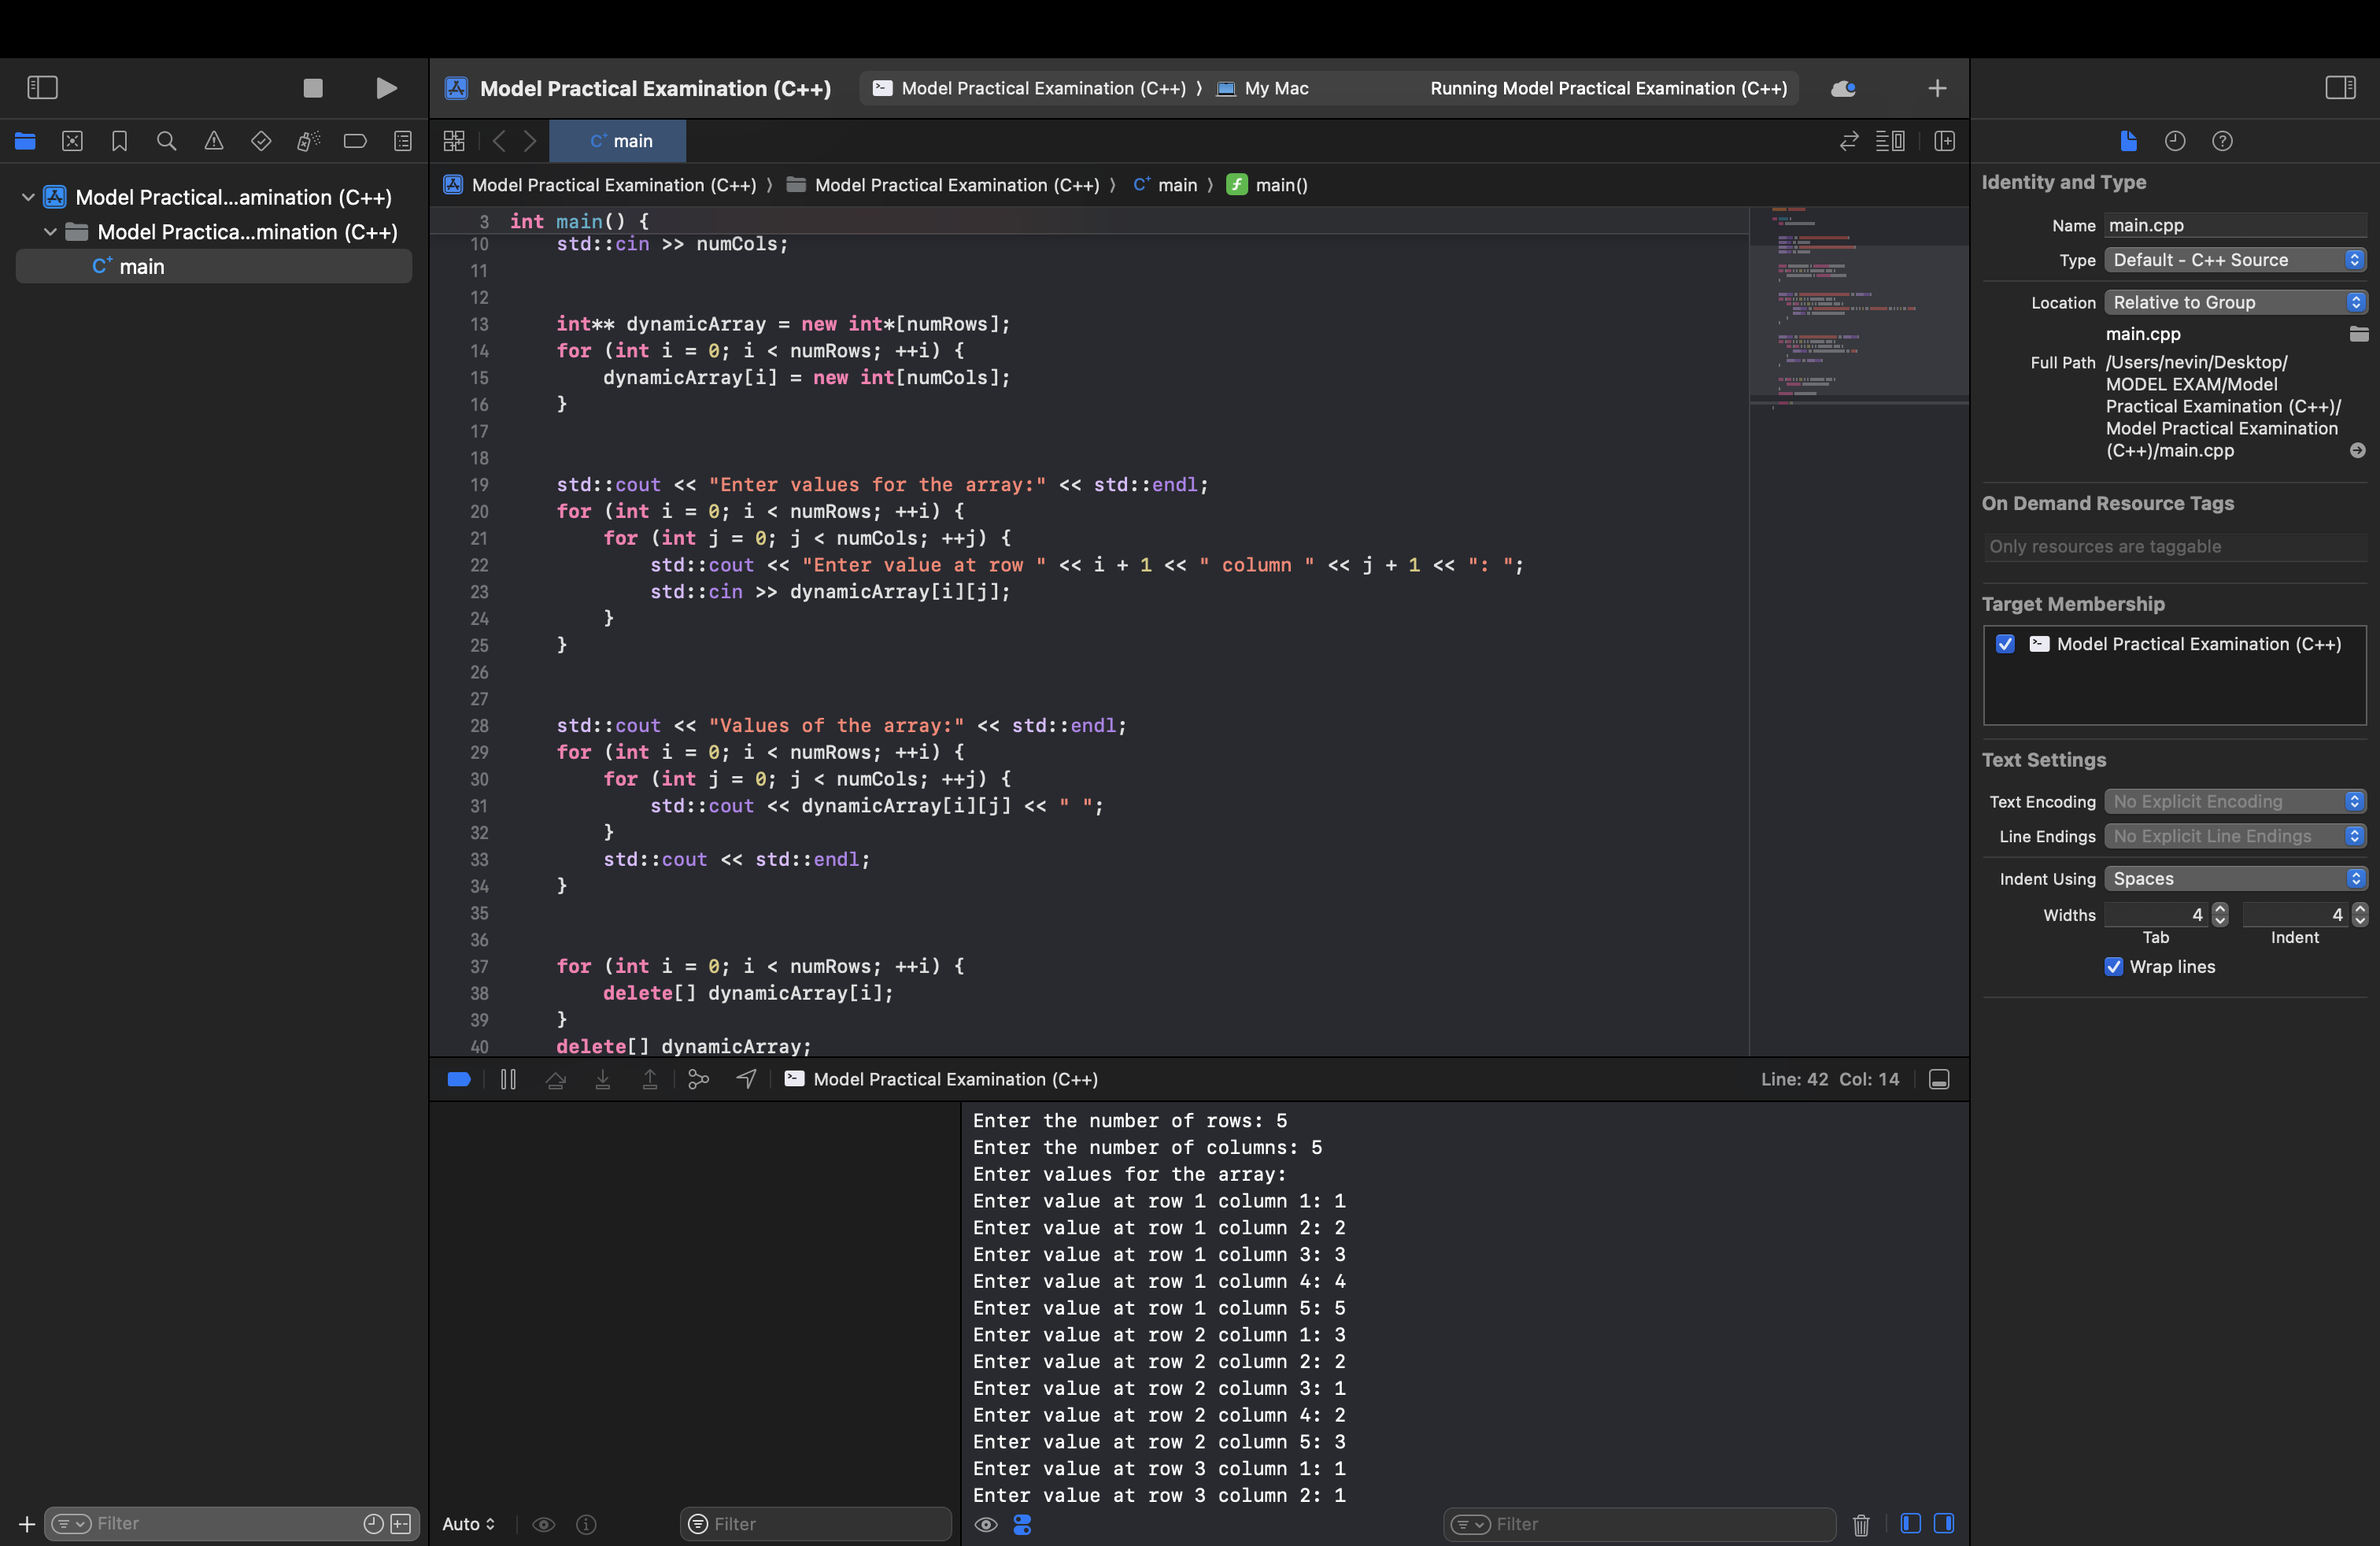 Model Practical Examination (C++)
Model Practical Examination (C++) ⟩ My Mac
Running Model Practical Examination (C++)
main
Model Practical...amination (C++)
Model Practica...mination (C++)
C+ main
Model Practical Examination (C++) ⟩ Model Practical Examination (C++) ⟩ C+ main ⟩ f main()
3 int main() {
10     std::cin >> numCols;
11
12
13     int** dynamicArray = new int*[numRows];
14     for (int i = 0; i < numRows; ++i) {
15         dynamicArray[i] = new int[numCols];
16     }
17
18
19     std::cout << "Enter values for the array:" << std::endl;
20     for (int i = 0; i < numRows; ++i) {
21         for (int j = 0; j < numCols; ++j) {
22             std::cout << "Enter value at row " << i + 1 << " column " << j + 1 << ": ";
23             std::cin >> dynamicArray[i][j];
24         }
25     }
26
27
28     std::cout << "Values of the array:" << std::endl;
29     for (int i = 0; i < numRows; ++i) {
30         for (int j = 0; j < numCols; ++j) {
31             std::cout << dynamicArray[i][j] << " ";
32         }
33         std::cout << std::endl;
34     }
35
36
37     for (int i = 0; i < numRows; ++i) {
38         delete[] dynamicArray[i];
39     }
40     delete[] dynamicArray;
Model Practical Examination (C++)
Line: 42 Col: 14
Enter the number of rows: 5
Enter the number of columns: 5
Enter values for the array:
Enter value at row 1 column 1: 1
Enter value at row 1 column 2: 2
Enter value at row 1 column 3: 3
Enter value at row 1 column 4: 4
Enter value at row 1 column 5: 5
Enter value at row 2 column 1: 3
Enter value at row 2 column 2: 2
Enter value at row 2 column 3: 1
Enter value at row 2 column 4: 2
Enter value at row 2 column 5: 3
Enter value at row 3 column 1: 1
Enter value at row 3 column 2: 1
Filter
Auto
Filter
Filter
Identity and Type
Name main.cpp
Type Default - C++ Source
Location Relative to Group
main.cpp
Full Path /Users/nevin/Desktop/
MODEL EXAM/Model
Practical Examination (C++)/
Model Practical Examination
(C++)/main.cpp
On Demand Resource Tags
Only resources are taggable
Target Membership
Model Practical Examination (C++)
Text Settings
Text Encoding No Explicit Encoding
Line Endings No Explicit Line Endings
Indent Using Spaces
Widths 4 4
Tab Indent
Wrap lines